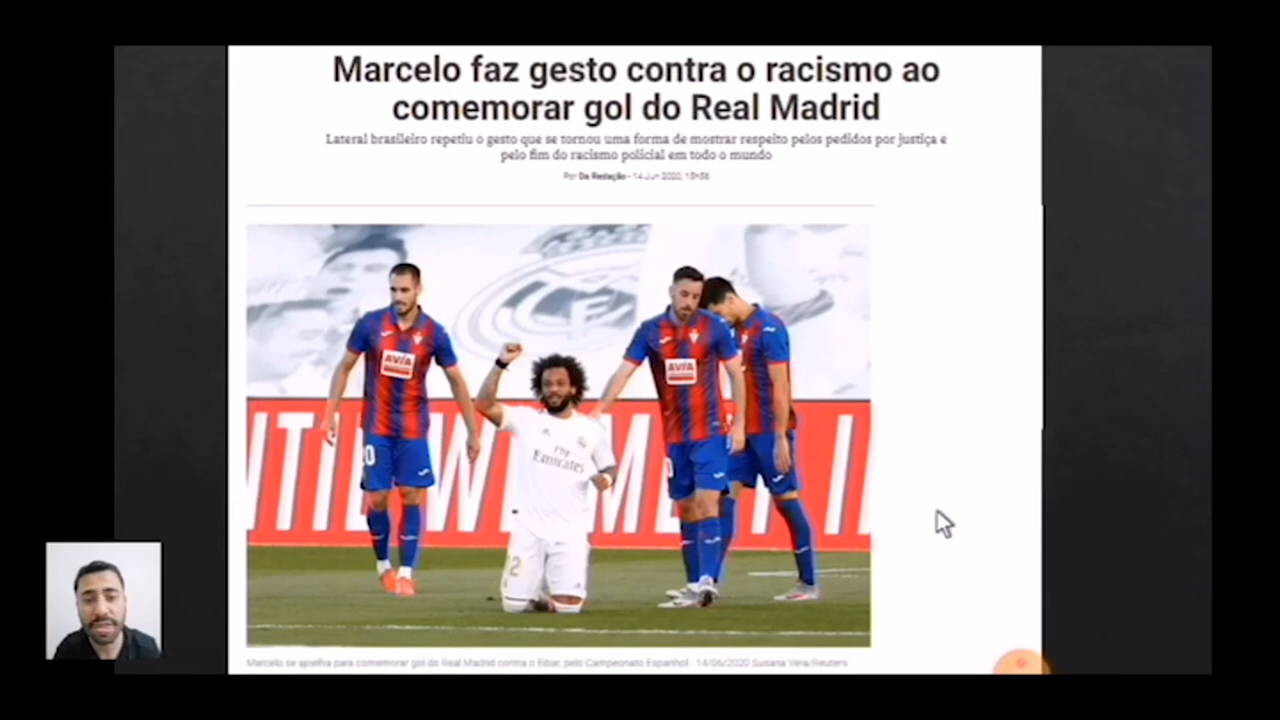 Marcelo faz gesto contra o racismo ao
comemorar gol do Real Madrid
Lateral brasileiro repetiu o gesto que se tornou uma forma de mostrar respeito pelos pedidos por justiça e
pelo fim do racismo policial em todo o mundo
Por Da Redação - 14 Jun 2020, 15h56
AVIA
AVIA
Fly
Emirates
2
Marcelo se ajoelha para comemorar gol do Real Madrid contra o Eibar, pelo Campeonato Espanhol - 14/06/2020 Susana Vera/Reuters